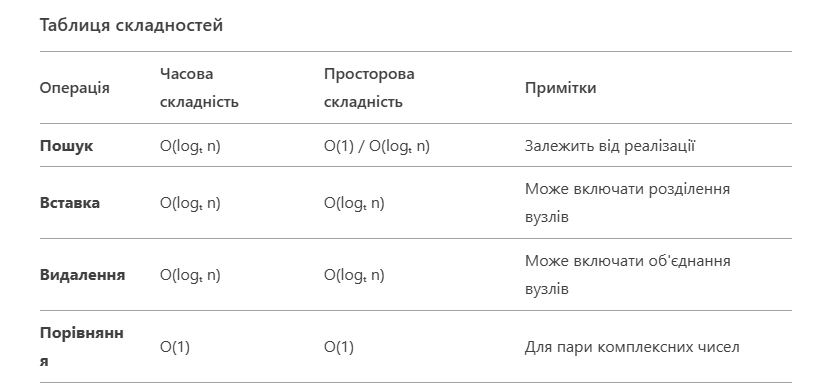 Таблиця складностей
Операція Часова складність Просторова складність Примітки
Пошук O(logₜ n) O(1) / O(logₜ n) Залежить від реалізації
Вставка O(logₜ n) O(logₜ n) Може включати розділення вузлів
Видалення O(logₜ n) O(logₜ n) Може включати об'єднання вузлів
Порівняння O(1) O(1) Для пари комплексних чисел